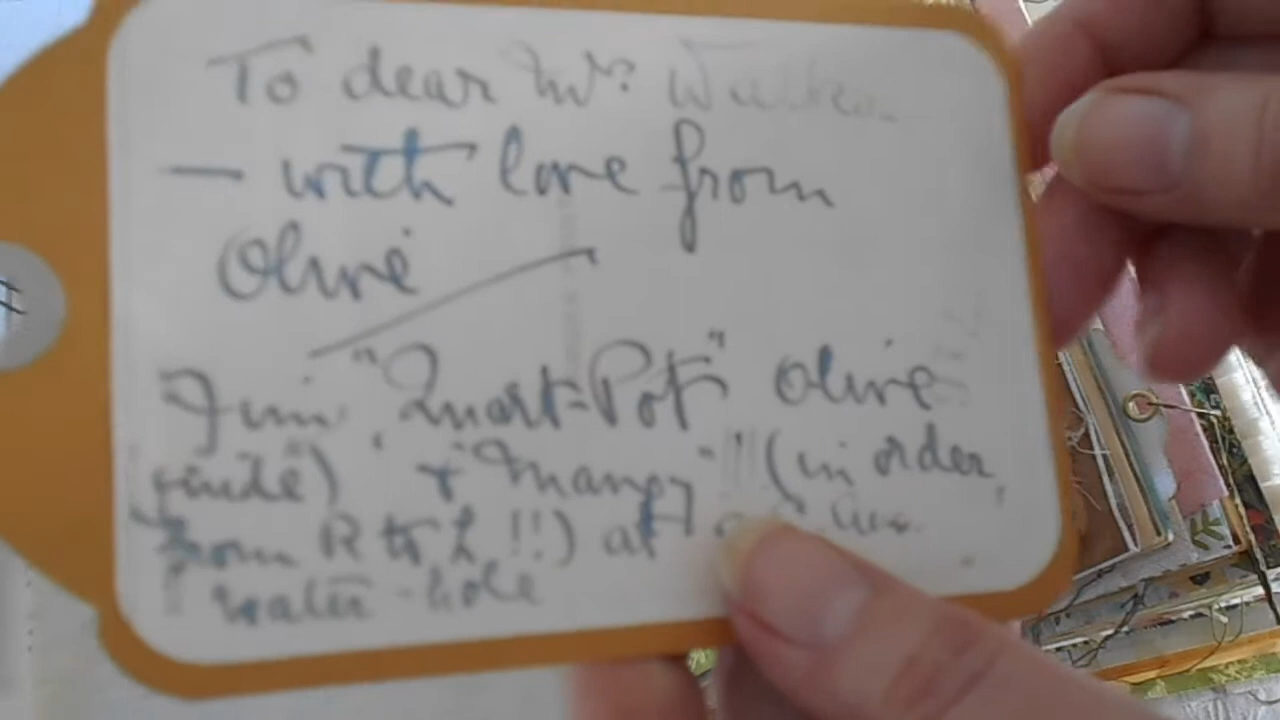 To dear Mrs. Walker
— with love from
Olive
Jim, "Quart-Pot" Olive
) + "Mangy" !! (in order,
from R to L !!) at
water-hole